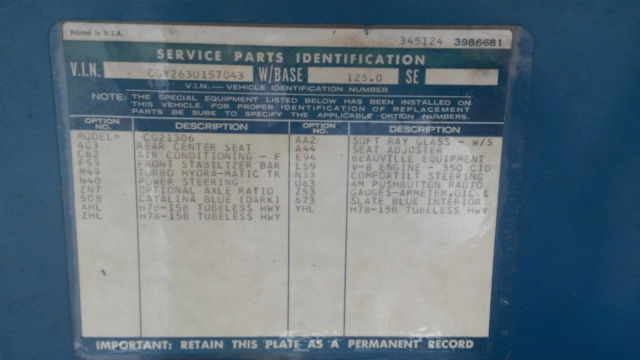 Printed in U.S.A.
345124 3986681
SERVICE PARTS IDENTIFICATION
V.I.N. CGY263U157043 W/BASE 125.0 SE
V.I.N. — VEHICLE IDENTIFICATION NUMBER
NOTE: THE SPECIAL EQUIPMENT LISTED BELOW HAS BEEN INSTALLED ON
THIS VEHICLE. FOR PROPER IDENTIFICATION OF REPLACEMENT
PARTS BE SURE TO SPECIFY THE APPLICABLE OPTION NUMBERS.
OPTION NO. DESCRIPTION OPTION NO. DESCRIPTION
MODEL= CG21306 AA2 SOFT RAY GLASS - W/S
AQ3 REAR CENTER SEAT A44 SEAT ADJUSTER
C62 AIR CONDITIONING - F E94 BEAUVILLE EQUIPMENT
F59 FRONT STABILIZER BAR LS9 V-8 ENGINE - 350 CID
M49 TURBO HYDRA-MATIC TR N33 COMFORTILT STEERING
N40 POWER STEERING U63 AM PUSHBUTTON RADIO
ZN7 OPTIONAL AXLE RATIO Z53 GAUGES-AMMETER,OIL &
508 CATALINA BLUE (DARK) 673 SLATE BLUE INTERIOR
XHL H78-15B TUBELESS HWY YHL H78-15B TUBELESS HWY
ZHL H78-15B TUBELESS HWY
IMPORTANT: RETAIN THIS PLATE AS A PERMANENT RECORD